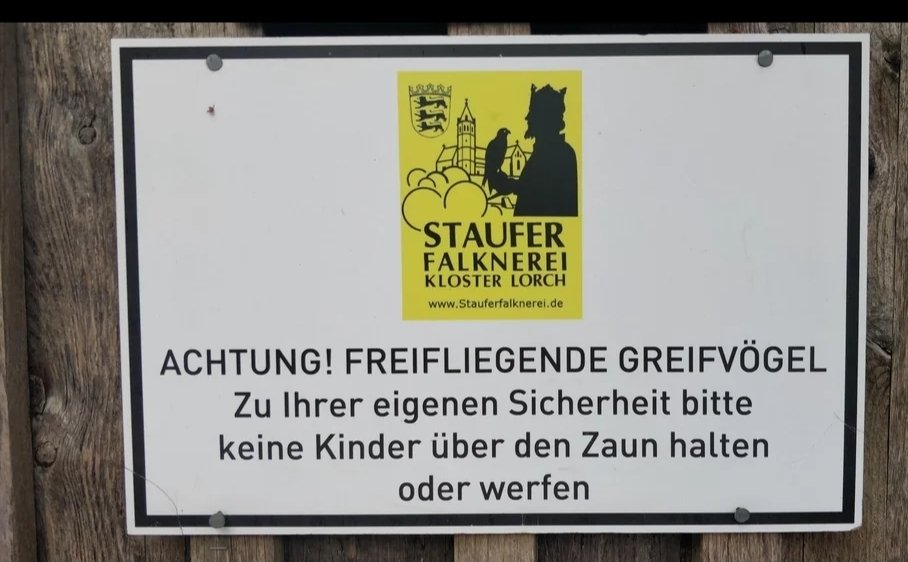 STAUFER
FALKNEREI
KLOSTER LORCH
www.Stauferfalknerei.de
ACHTUNG! FREIFLIEGENDE GREIFVÖGEL
Zu Ihrer eigenen Sicherheit bitte
keine Kinder über den Zaun halten
oder werfen